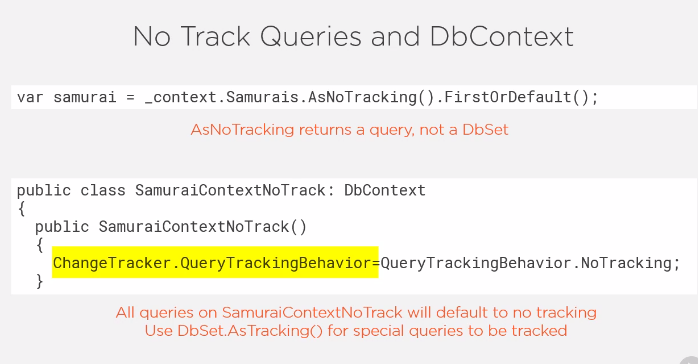 No Track Queries and DbContext
var samurai = _context.Samurais.AsNoTracking().FirstOrDefault();
AsNoTracking returns a query, not a DbSet
public class SamuraiContextNoTrack: DbContext
{
public SamuraiContextNoTrack()
{
ChangeTracker.QueryTrackingBehavior=QueryTrackingBehavior.NoTracking;
}
All queries on SamuraiContextNoTrack will default to no tracking
Use DbSet.AsTracking() for special queries to be tracked